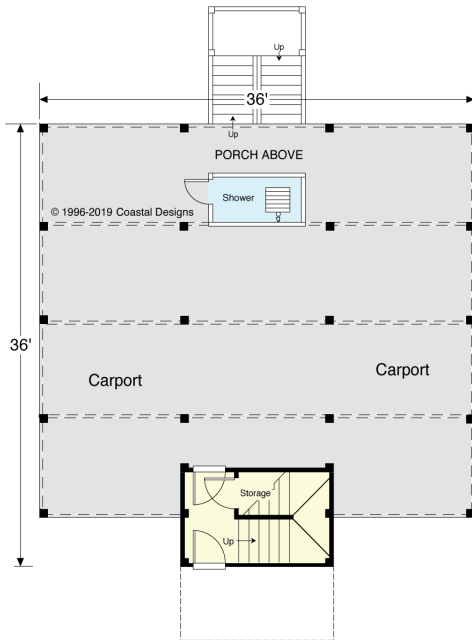 Up
36'
Up
PORCH ABOVE
Shower
© 1996-2019 Coastal Designs
36'
Carport
Carport
Storage
Up